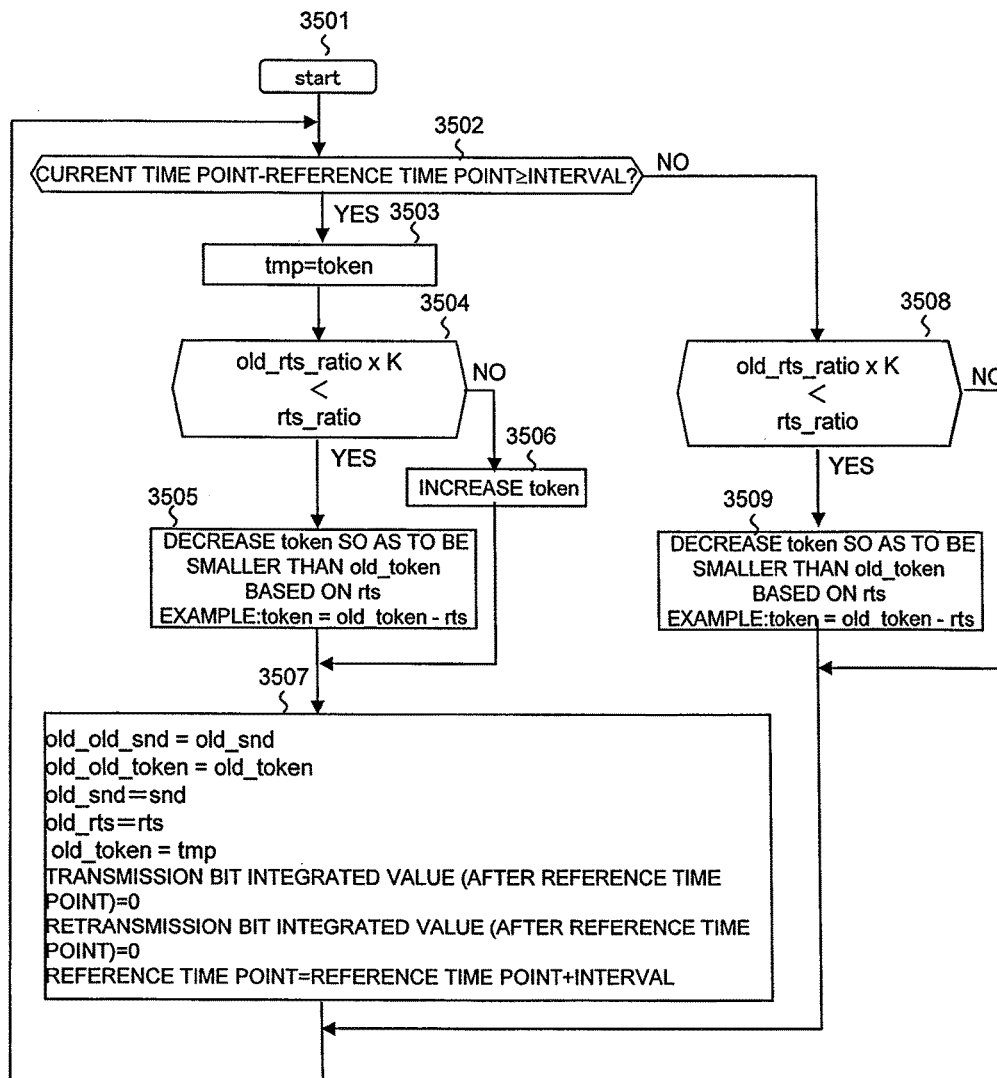 3501
start
3502
CURRENT TIME POINT-REFERENCE TIME POINT≥INTERVAL?
NO
YES
3503
tmp=token
3504
old_rts_ratio x K
<
rts_ratio
NO
YES
3506
INCREASE token
3505
DECREASE token SO AS TO BE
SMALLER THAN old_token
BASED ON rts
EXAMPLE:token = old_token - rts
3508
old_rts_ratio x K
<
rts_ratio
NO
YES
3509
DECREASE token SO AS TO BE
SMALLER THAN old_token
BASED ON rts
EXAMPLE:token = old_token - rts
3507
old_old_snd = old_snd
old_old_token = old_token
old_snd=snd
old_rts=rts
old_token = tmp
TRANSMISSION BIT INTEGRATED VALUE (AFTER REFERENCE TIME
POINT)=0
RETRANSMISSION BIT INTEGRATED VALUE (AFTER REFERENCE TIME
POINT)=0
REFERENCE TIME POINT=REFERENCE TIME POINT+INTERVAL